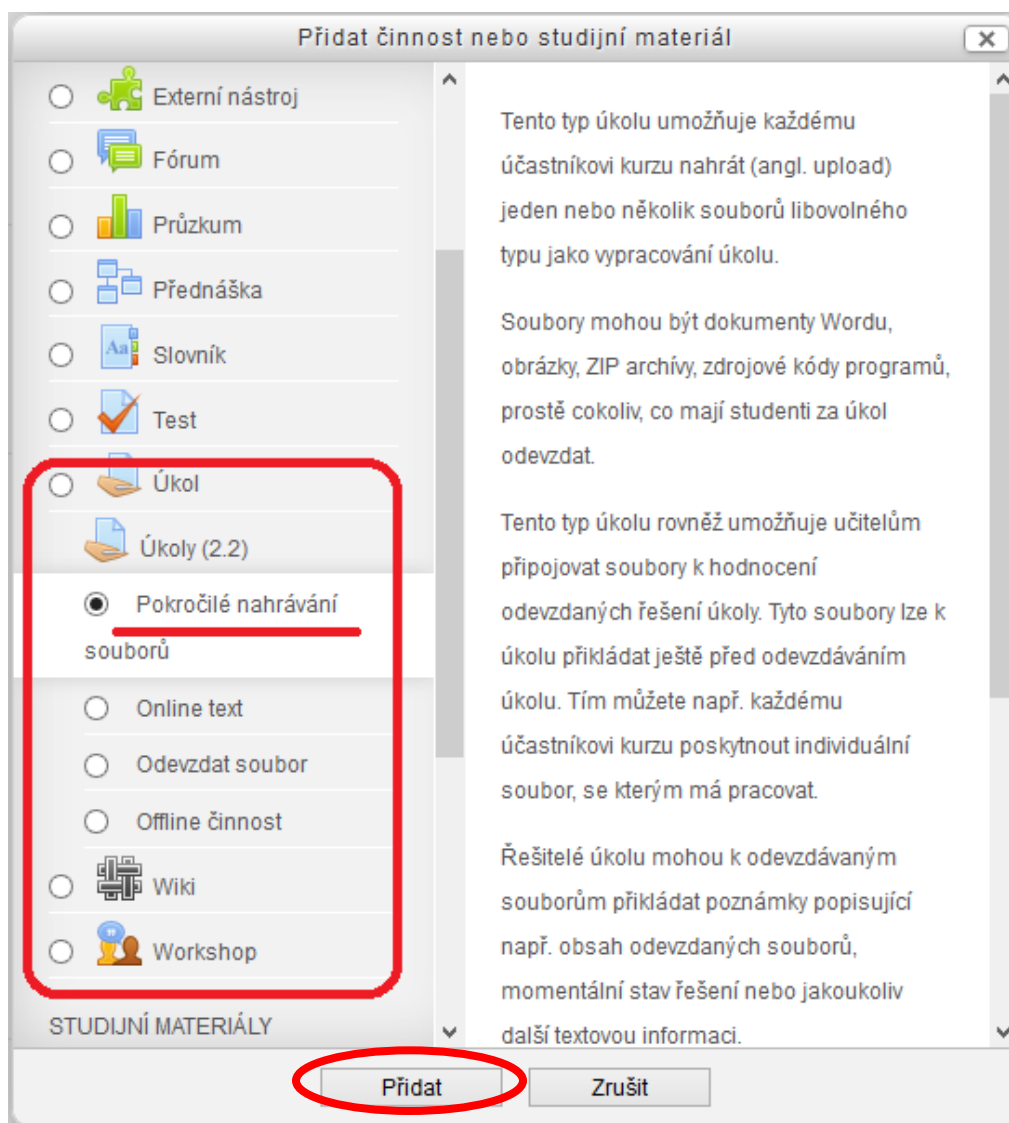 Přidat činnost nebo studijní materiál
Externí nástroj
Fórum
Průzkum
Přednáška
Aa
Slovník
Test
Úkol
Úkoly (2.2)
Pokročilé nahrávání
souborů
Online text
Odevzdat soubor
Offline činnost
Wiki
Workshop
STUDIJNÍ MATERIÁLY
Tento typ úkolu umožňuje každému
účastníkovi kurzu nahrát (angl. upload)
jeden nebo několik souborů libovolného
typu jako vypracování úkolu.
Soubory mohou být dokumenty Wordu,
obrázky, ZIP archívy, zdrojové kódy programů,
prostě cokoliv, co mají studenti za úkol
odevzdat.
Tento typ úkolu rovněž umožňuje učitelům
připojovat soubory k hodnocení
odevzdaných řešení úkoly. Tyto soubory lze k
úkolu přikládat ještě před odevzdáváním
úkolu. Tím můžete např. každému
účastníkovi kurzu poskytnout individuální
soubor, se kterým má pracovat.
Řešitelé úkolu mohou k odevzdávaným
souborům přikládat poznámky popisující
např. obsah odevzdaných souborů,
momentální stav řešení nebo jakoukoliv
další textovou informaci.
Přidat
Zrušit